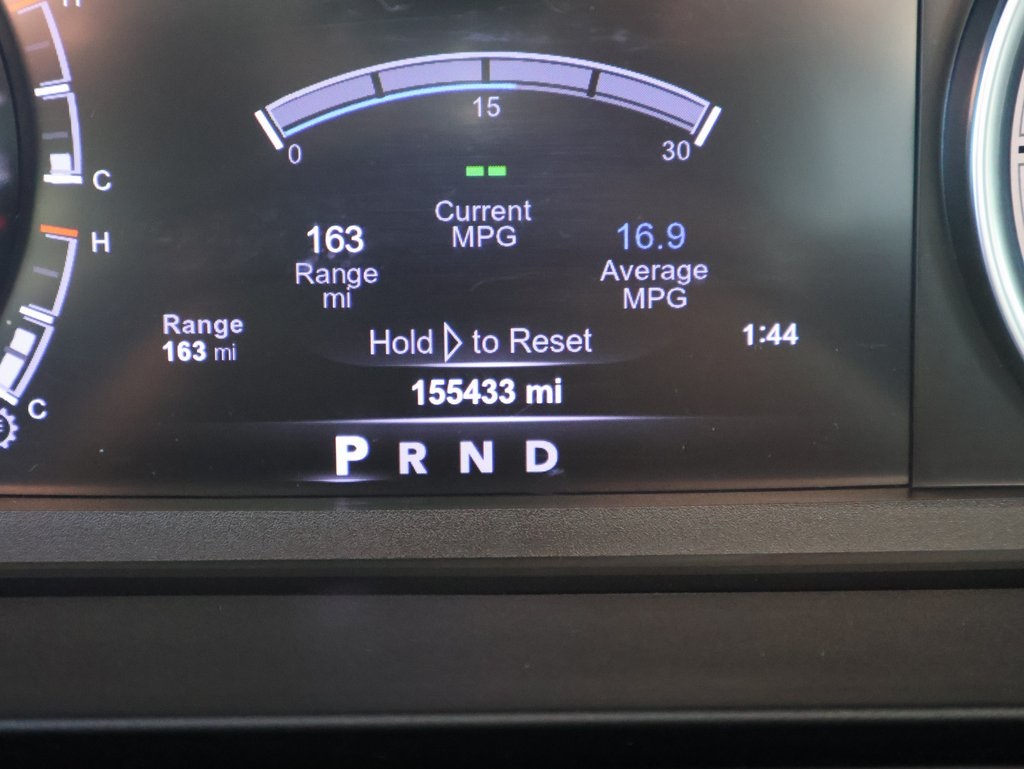 H
C
H
C
0
15
30
--
Current
MPG
163
Range
mi
16.9
Average
MPG
Range
163 mi
Hold ▷ to Reset
1:44
155433 mi
P R N D